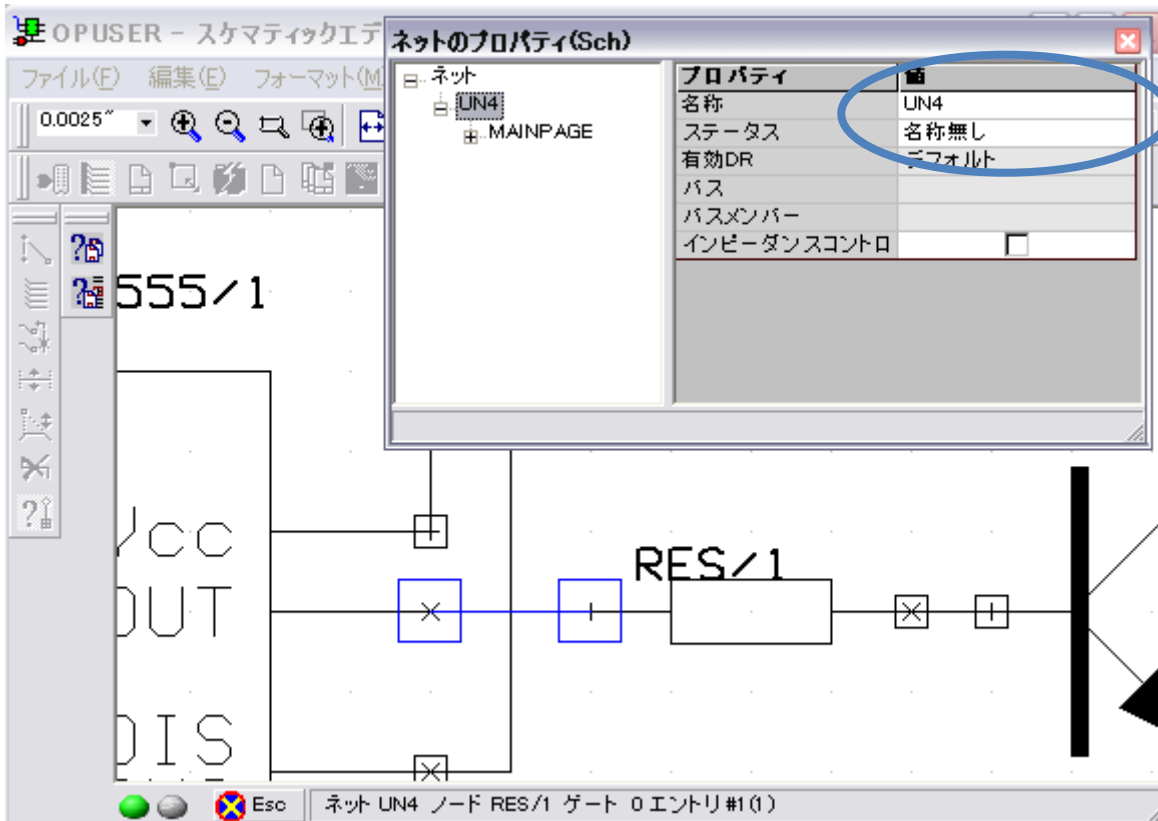 OPUSER - スケマティックエデ
ファイル(F) 編集(E) フォーマット(M)
0.0025"
ネットのプロパティ(Sch)
ネット
UN4
MAINPAGE
プロパティ 値
名称 UN4
ステータス 名称無し
有効DR デフォルト
バス
バスメンバー
インピーダンスコントロ
555/1
Vcc
OUT
DIS
RES/1
Esc ネット UN4 ノード RES/1 ゲート 0 エントリ #1(1)